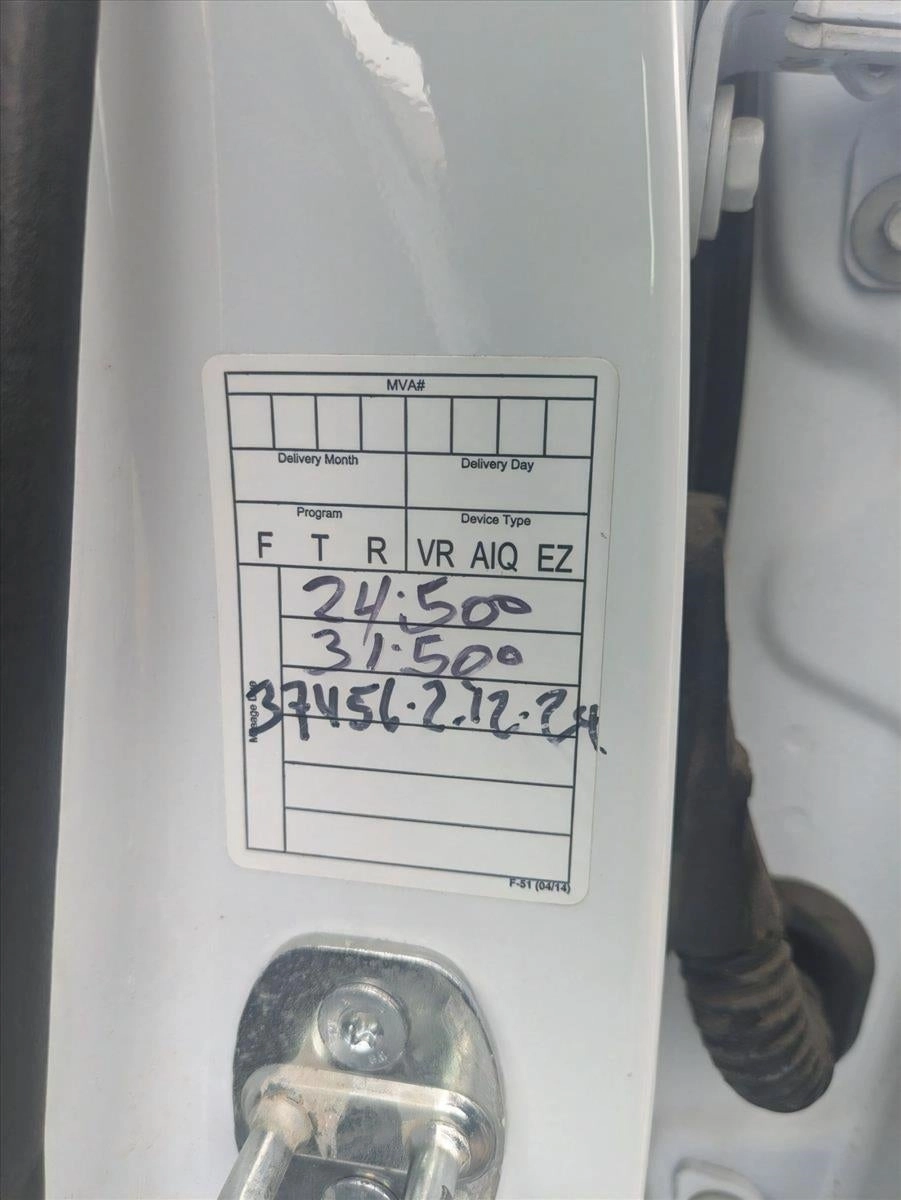 MVA#
Delivery Month Delivery Day
Program Device Type
F T R VR AIQ EZ
24:500
31:500
37456.2.12.24.
F-51 (04/14)